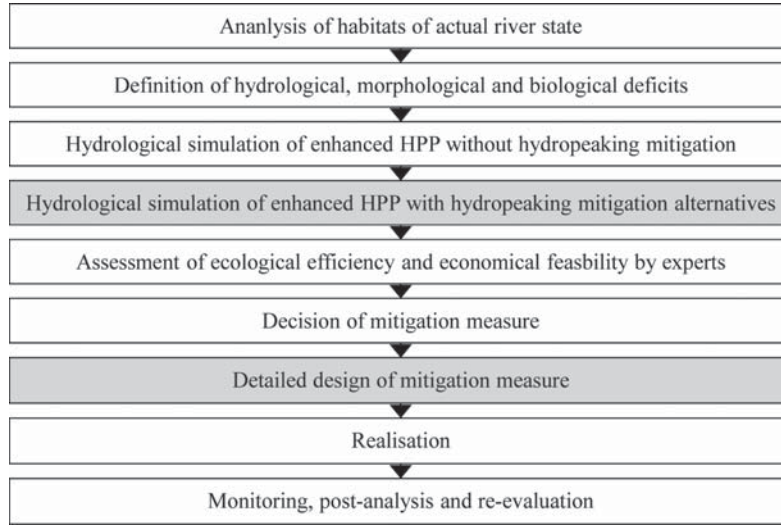 Ananlysis of habitats of actual river state
Definition of hydrological, morphological and biological deficits
Hydrological simulation of enhanced HPP without hydropeaking mitigation
Hydrological simulation of enhanced HPP with hydropeaking mitigation alternatives
Assessment of ecological efficiency and economical feasbility by experts
Decision of mitigation measure
Detailed design of mitigation measure
Realisation
Monitoring, post-analysis and re-evaluation